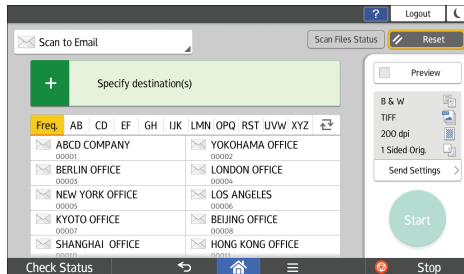 ? Logout
Scan to Email
Scan Files Status
Reset
+ Specify destination(s)
Preview
Freq. AB CD EF GH IJK LMN OPQ RST UVW XYZ
B & W
TIFF
200 dpi
1 Sided Orig.
Send Settings
ABCD COMPANY
00001
YOKOHAMA OFFICE
00002
BERLIN OFFICE
00003
LONDON OFFICE
00004
NEW YORK OFFICE
00005
LOS ANGELES
00006
KYOTO OFFICE
00007
BEIJING OFFICE
00008
SHANGHAI OFFICE
00010
HONG KONG OFFICE
00011
Start
Check Status
Stop